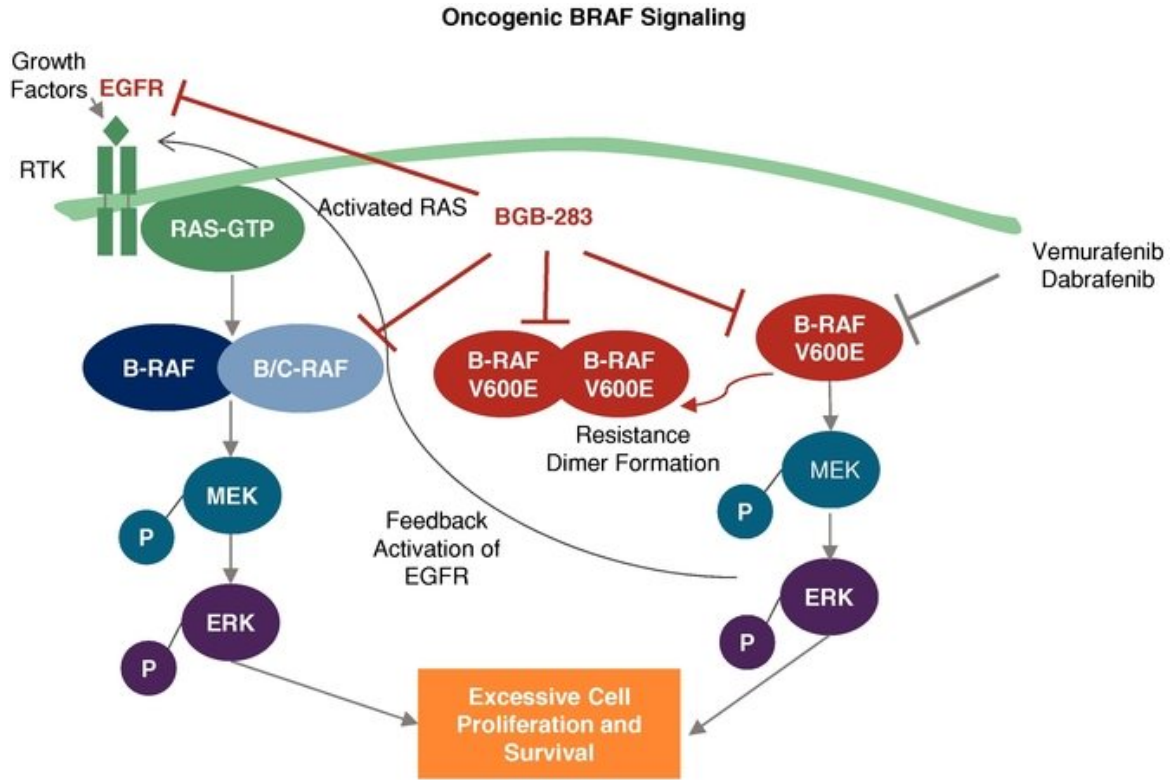 Oncogenic BRAF Signaling
Growth
Factors
EGFR
RTK
RAS-GTP
Activated RAS
BGB-283
Vemurafenib
Dabrafenib
B-RAF
B/C-RAF
B-RAF
V600E
B-RAF
V600E
B-RAF
V600E
Resistance
Dimer Formation
MEK
P
MEK
P
Feedback
Activation of
EGFR
ERK
P
ERK
P
Excessive Cell
Proliferation and
Survival